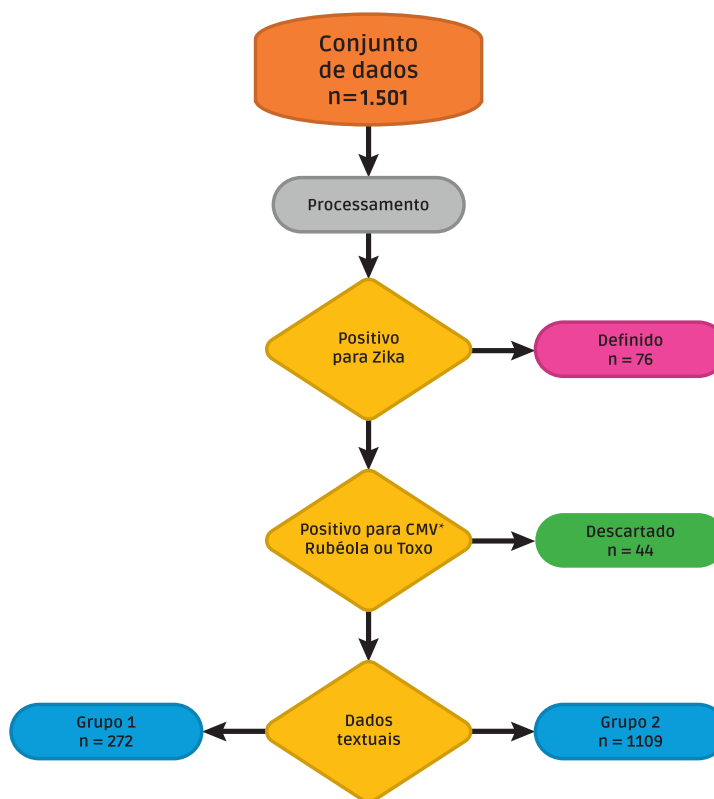 Conjunto
de dados
n=1.501
Processamento
Positivo
para Zika
Definido
n = 76
Positivo para CMV*
Rubéola ou Toxo
Descartado
n = 44
Grupo 1
n = 272
Dados
textuais
Grupo 2
n = 1109